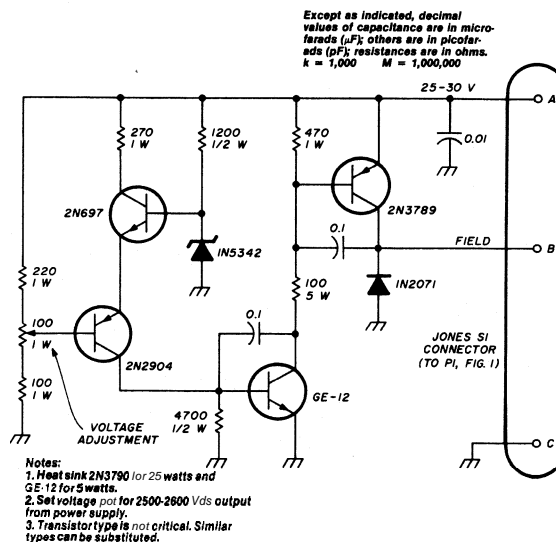 Except as indicated, decimal
values of capacitance are in micro-
farads (µF); others are in picofar-
ads (pF); resistances are in ohms.
k = 1,000 M = 1,000,000
25-30 V
A
270
1 W
1200
1/2 W
470
1 W
0.01
2N697
2N3789
0.1
FIELD
B
1N5342
220
1 W
100
5 W
1N2071
100
1 W
0.1
2N2904
JONES S1
CONNECTOR
(TO P1, FIG. 1)
100
1 W
GE-12
VOLTAGE
ADJUSTMENT
4700
1/2 W
C
Notes:
1. Heat sink 2N3790 lor 25 watts and
GE-12 for 5 watts.
2. Set voltage pot for 2500-2600 Vds output
from power supply.
3. Transistor type is not critical. Similar
types can be substituted.